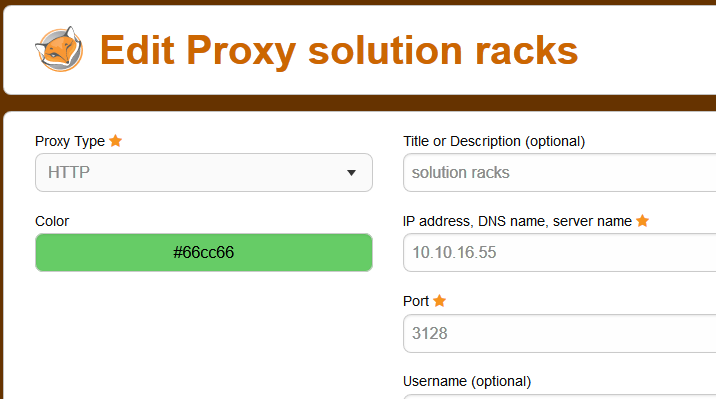 Edit Proxy solution racks
Proxy Type
HTTP
Color
#66cc66
Title or Description (optional)
solution racks
IP address, DNS name, server name
10.10.16.55
Port
3128
Username (optional)